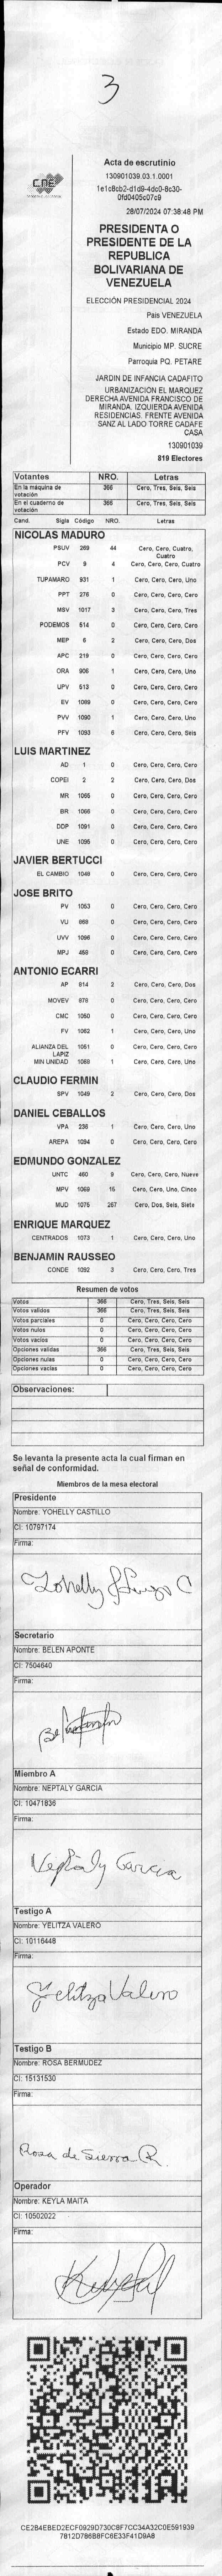 3
CNE
Acta de escrutinio
130901039.03.1.0001
1e1c8cb2-d1d9-4dc0-8c30-
0fd0405c07c9
28/07/2024 07:38:48 PM
PRESIDENTA O
PRESIDENTE DE LA
REPUBLICA
BOLIVARIANA DE
VENEZUELA
ELECCIÓN PRESIDENCIAL 2024
Pais VENEZUELA
Estado EDO. MIRANDA
Municipio MP. SUCRE
Parroquia PQ. PETARE
JARDIN DE INFANCIA CADAFITO
URBANIZACION EL MARQUEZ
DERECHA AVENIDA FRANCISCO DE
MIRANDA. IZQUIERDA AVENIDA
RESIDENCIAS. FRENTE AVENIDA
SANZ AL LADO TORRE CADAFE
CASA
130901039
819 Electores
Votantes NRO. Letras
En la máquina de votación 366 Cero, Tres, Seis, Seis
En el cuaderno de votación 366 Cero, Tres, Seis, Seis
Cand. Sigla Código NRO. Letras
NICOLAS MADURO
PSUV 269 44 Cero, Cero, Cuatro, Cuatro
PCV 9 4 Cero, Cero, Cero, Cuatro
TUPAMARO 931 1 Cero, Cero, Cero, Uno
PPT 276 0 Cero, Cero, Cero, Cero
MSV 1017 3 Cero, Cero, Cero, Tres
PODEMOS 514 0 Cero, Cero, Cero, Cero
MEP 6 2 Cero, Cero, Cero, Dos
APC 219 0 Cero, Cero, Cero, Cero
ORA 906 1 Cero, Cero, Cero, Uno
UPV 513 0 Cero, Cero, Cero, Cero
EV 1089 0 Cero, Cero, Cero, Cero
PVV 1090 1 Cero, Cero, Cero, Uno
PFV 1093 6 Cero, Cero, Cero, Seis
LUIS MARTINEZ
AD 1 0 Cero, Cero, Cero, Cero
COPEI 2 2 Cero, Cero, Cero, Dos
MR 1065 0 Cero, Cero, Cero, Cero
BR 1066 0 Cero, Cero, Cero, Cero
DDP 1091 0 Cero, Cero, Cero, Cero
UNE 1095 0 Cero, Cero, Cero, Cero
JAVIER BERTUCCI
EL CAMBIO 1048 0 Cero, Cero, Cero, Cero
JOSE BRITO
PV 1053 0 Cero, Cero, Cero, Cero
VU 868 0 Cero, Cero, Cero, Cero
UVV 1096 0 Cero, Cero, Cero, Cero
MPJ 458 0 Cero, Cero, Cero, Cero
ANTONIO ECARRI
AP 814 2 Cero, Cero, Cero, Dos
MOVEV 878 0 Cero, Cero, Cero, Cero
CMC 1050 0 Cero, Cero, Cero, Cero
FV 1062 1 Cero, Cero, Cero, Uno
ALIANZA DEL LAPIZ 1051 0 Cero, Cero, Cero, Cero
MIN UNIDAD 1088 1 Cero, Cero, Cero, Uno
CLAUDIO FERMIN
SPV 1049 2 Cero, Cero, Cero, Dos
DANIEL CEBALLOS
VPA 236 1 Cero, Cero, Cero, Uno
AREPA 1094 0 Cero, Cero, Cero, Cero
EDMUNDO GONZALEZ
UNTC 460 9 Cero, Cero, Cero, Nueve
MPV 1069 15 Cero, Cero, Uno, Cinco
MUD 1075 267 Cero, Dos, Seis, Siete
ENRIQUE MARQUEZ
CENTRADOS 1073 1 Cero, Cero, Cero, Uno
BENJAMIN RAUSSEO
CONDE 1092 3 Cero, Cero, Cero, Tres
Resumen de votos
Votos 366 Cero, Tres, Seis, Seis
Votos validos 366 Cero, Tres, Seis, Seis
Votos parciales 0 Cero, Cero, Cero, Cero
Votos nulos 0 Cero, Cero, Cero, Cero
Votos vacios 0 Cero, Cero, Cero, Cero
Opciones validas 366 Cero, Tres, Seis, Seis
Opciones nulas 0 Cero, Cero, Cero, Cero
Opciones vacias 0 Cero, Cero, Cero, Cero
Observaciones:
Se levanta la presente acta la cual firman en
señal de conformidad.
Miembros de la mesa electoral
Presidente
Nombre: YOHELLY CASTILLO
CI: 10797174
Firma:
Secretario
Nombre: BELEN APONTE
CI: 7504640
Firma:
Miembro A
Nombre: NEPTALY GARCIA
CI: 10471836
Firma:
Neptaly Garcia
Testigo A
Nombre: YELITZA VALERO
CI: 10116448
Firma:
Yelitza Valero
Testigo B
Nombre: ROSA BERMUDEZ
CI: 15131530
Firma:
Rosa de Sierra R.
Operador
Nombre: KEYLA MAITA
CI: 10502022
Firma:
CE2B4EBED2ECF0929D730C8F7CC34A32C0E591939
7812D786B8FC6E33F41D9A8